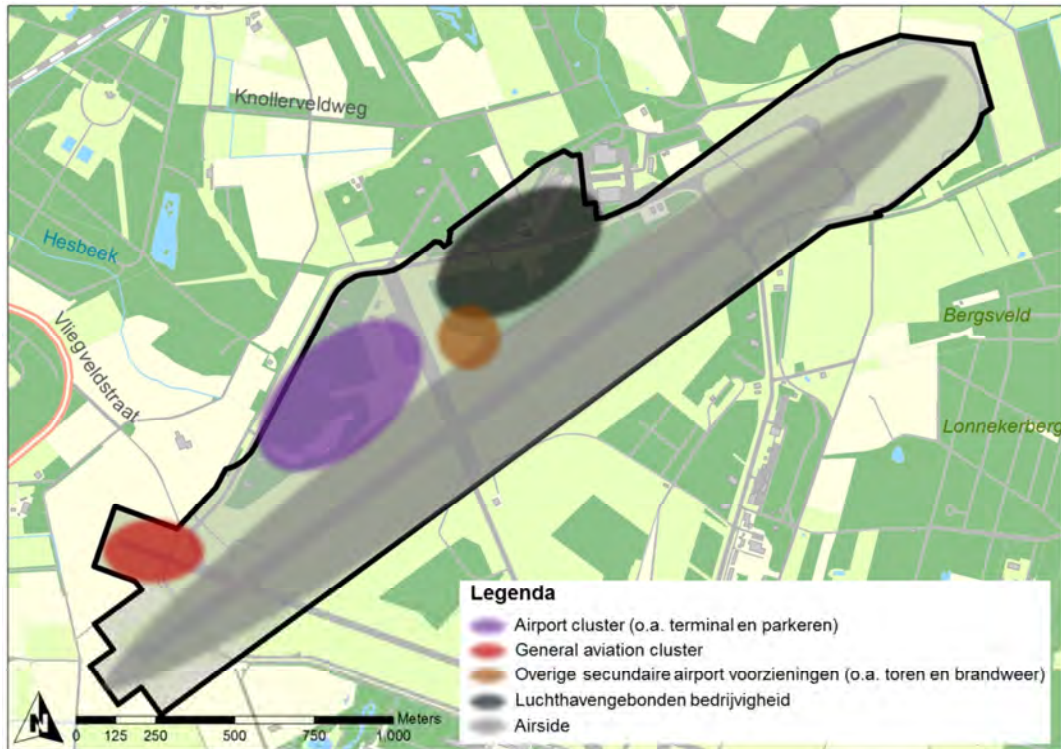 Knollerveldweg
Hesbeek
Vliegveldstraat
Bergsveld
Lonnekerberg
Legenda
Airport cluster (o.a. terminal en parkeren)
General aviation cluster
Overige secundaire airport voorzieningen (o.a. toren en brandweer)
Luchthavengebonden bedrijvigheid
Airside
N
Meters
0 125 250 500 750 1.000